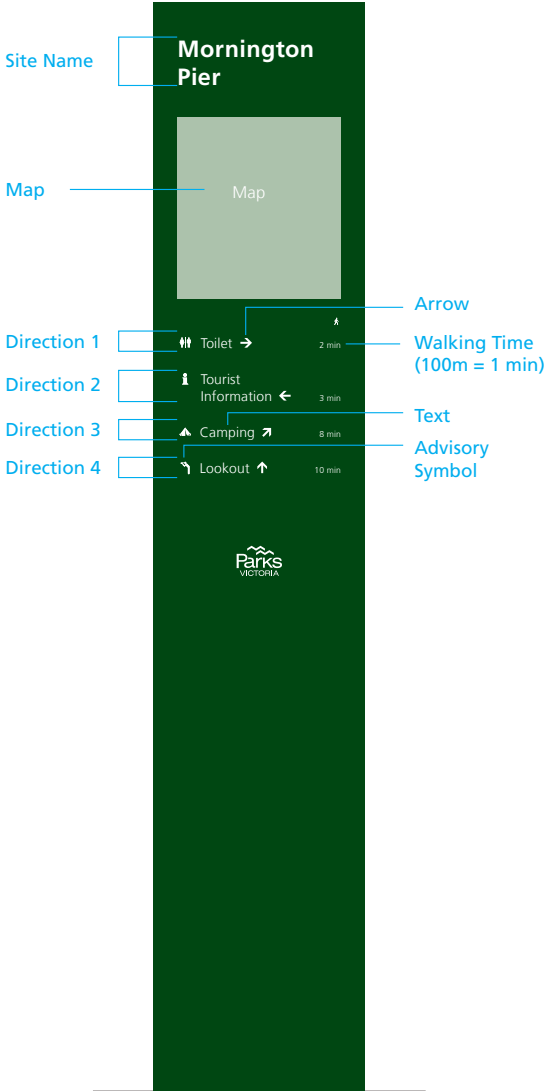 Site Name
Mornington
Pier
Map
Map
Arrow
Direction 1
Toilet
2 min
Walking Time
(100m = 1 min)
Direction 2
Tourist
Information
3 min
Text
Direction 3
Camping
8 min
Advisory
Symbol
Direction 4
Lookout
10 min
Parks
VICTORIA